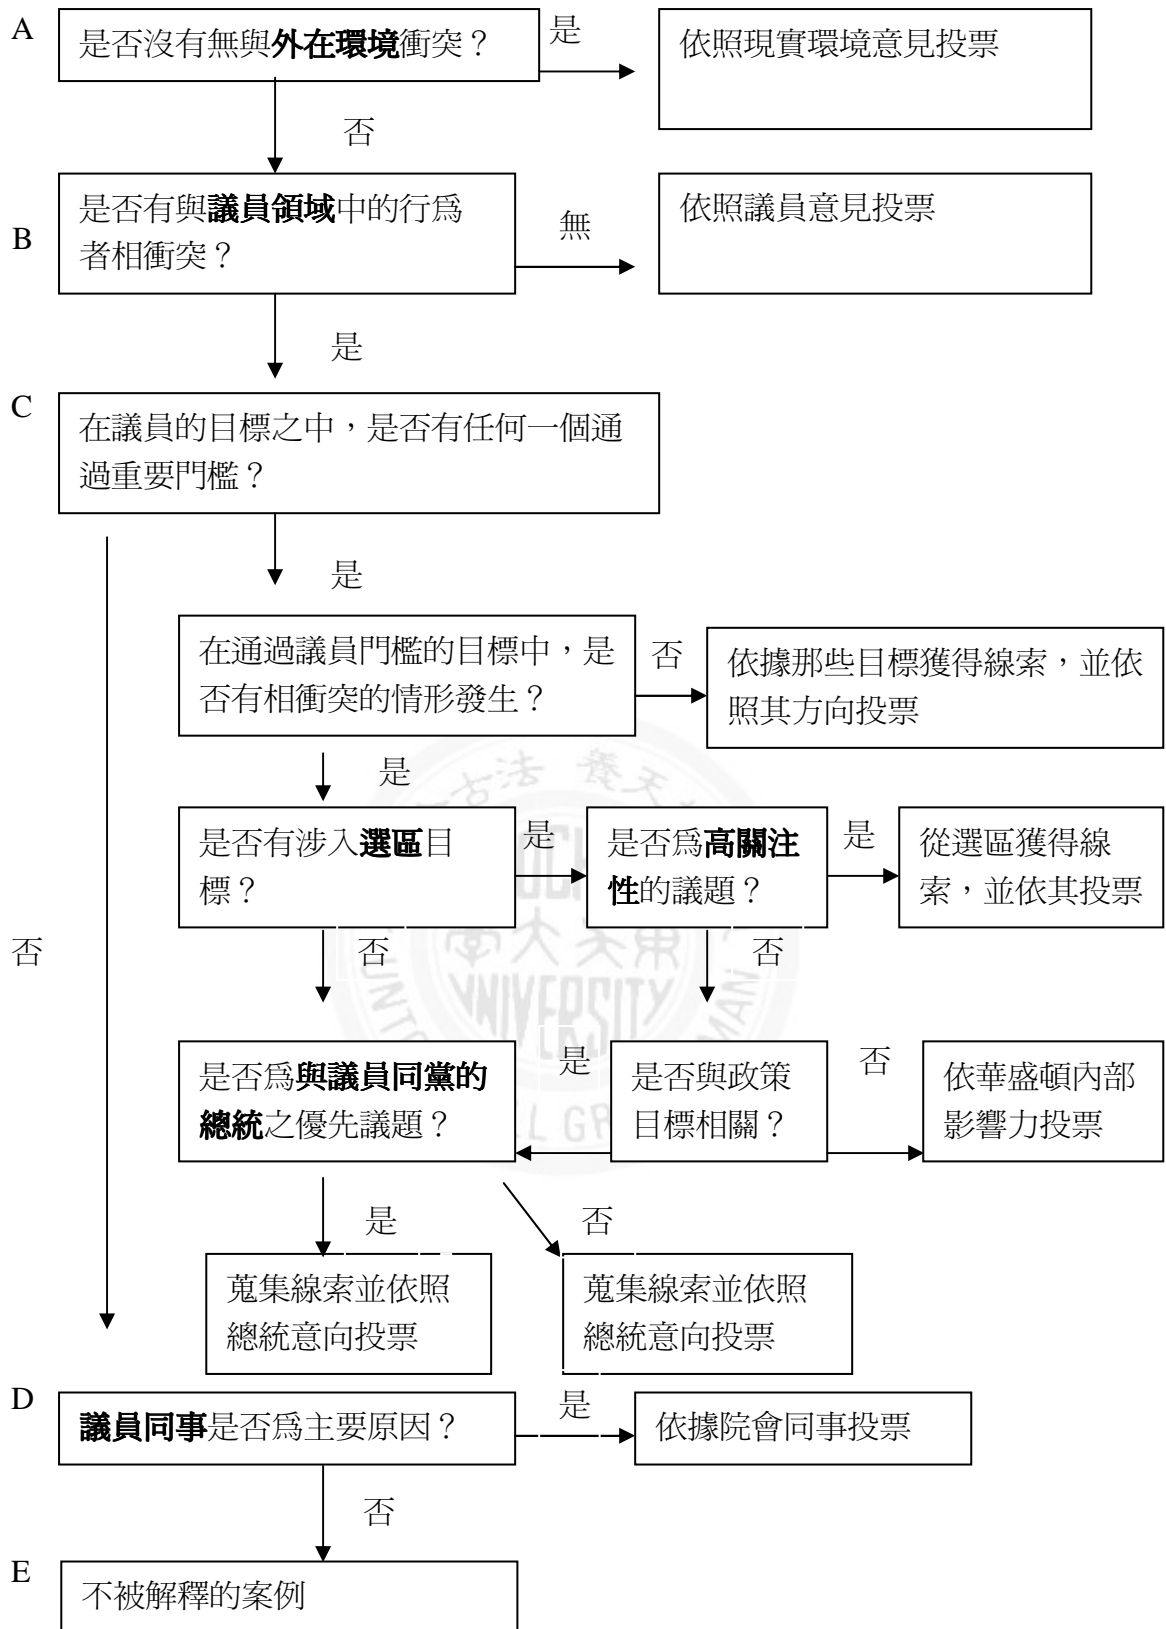 A
是否沒有無與外在環境衝突？
是
依照現實環境意見投票
否
B
是否有與議員領域中的行為
者相衝突？
無
依照議員意見投票
是
C
在議員的目標之中，是否有任何一個通
過重要門檻？
是
在通過議員門檻的目標中，是
否有相衝突的情形發生？
否
依據那些目標獲得線索，並依
照其方向投票
是
是否有涉入選區目
標？
是
是否為高關注
性的議題？
是
從選區獲得線
索，並依其投票
否
否
否
是否為與議員同黨的
總統之優先議題？
是
是否與政策
目標相關？
否
依華盛頓內部
影響力投票
是
否
蒐集線索並依照
總統意向投票
蒐集線索並依照
總統意向投票
D
議員同事是否為主要原因？
是
依據院會同事投票
否
E
不被解釋的案例